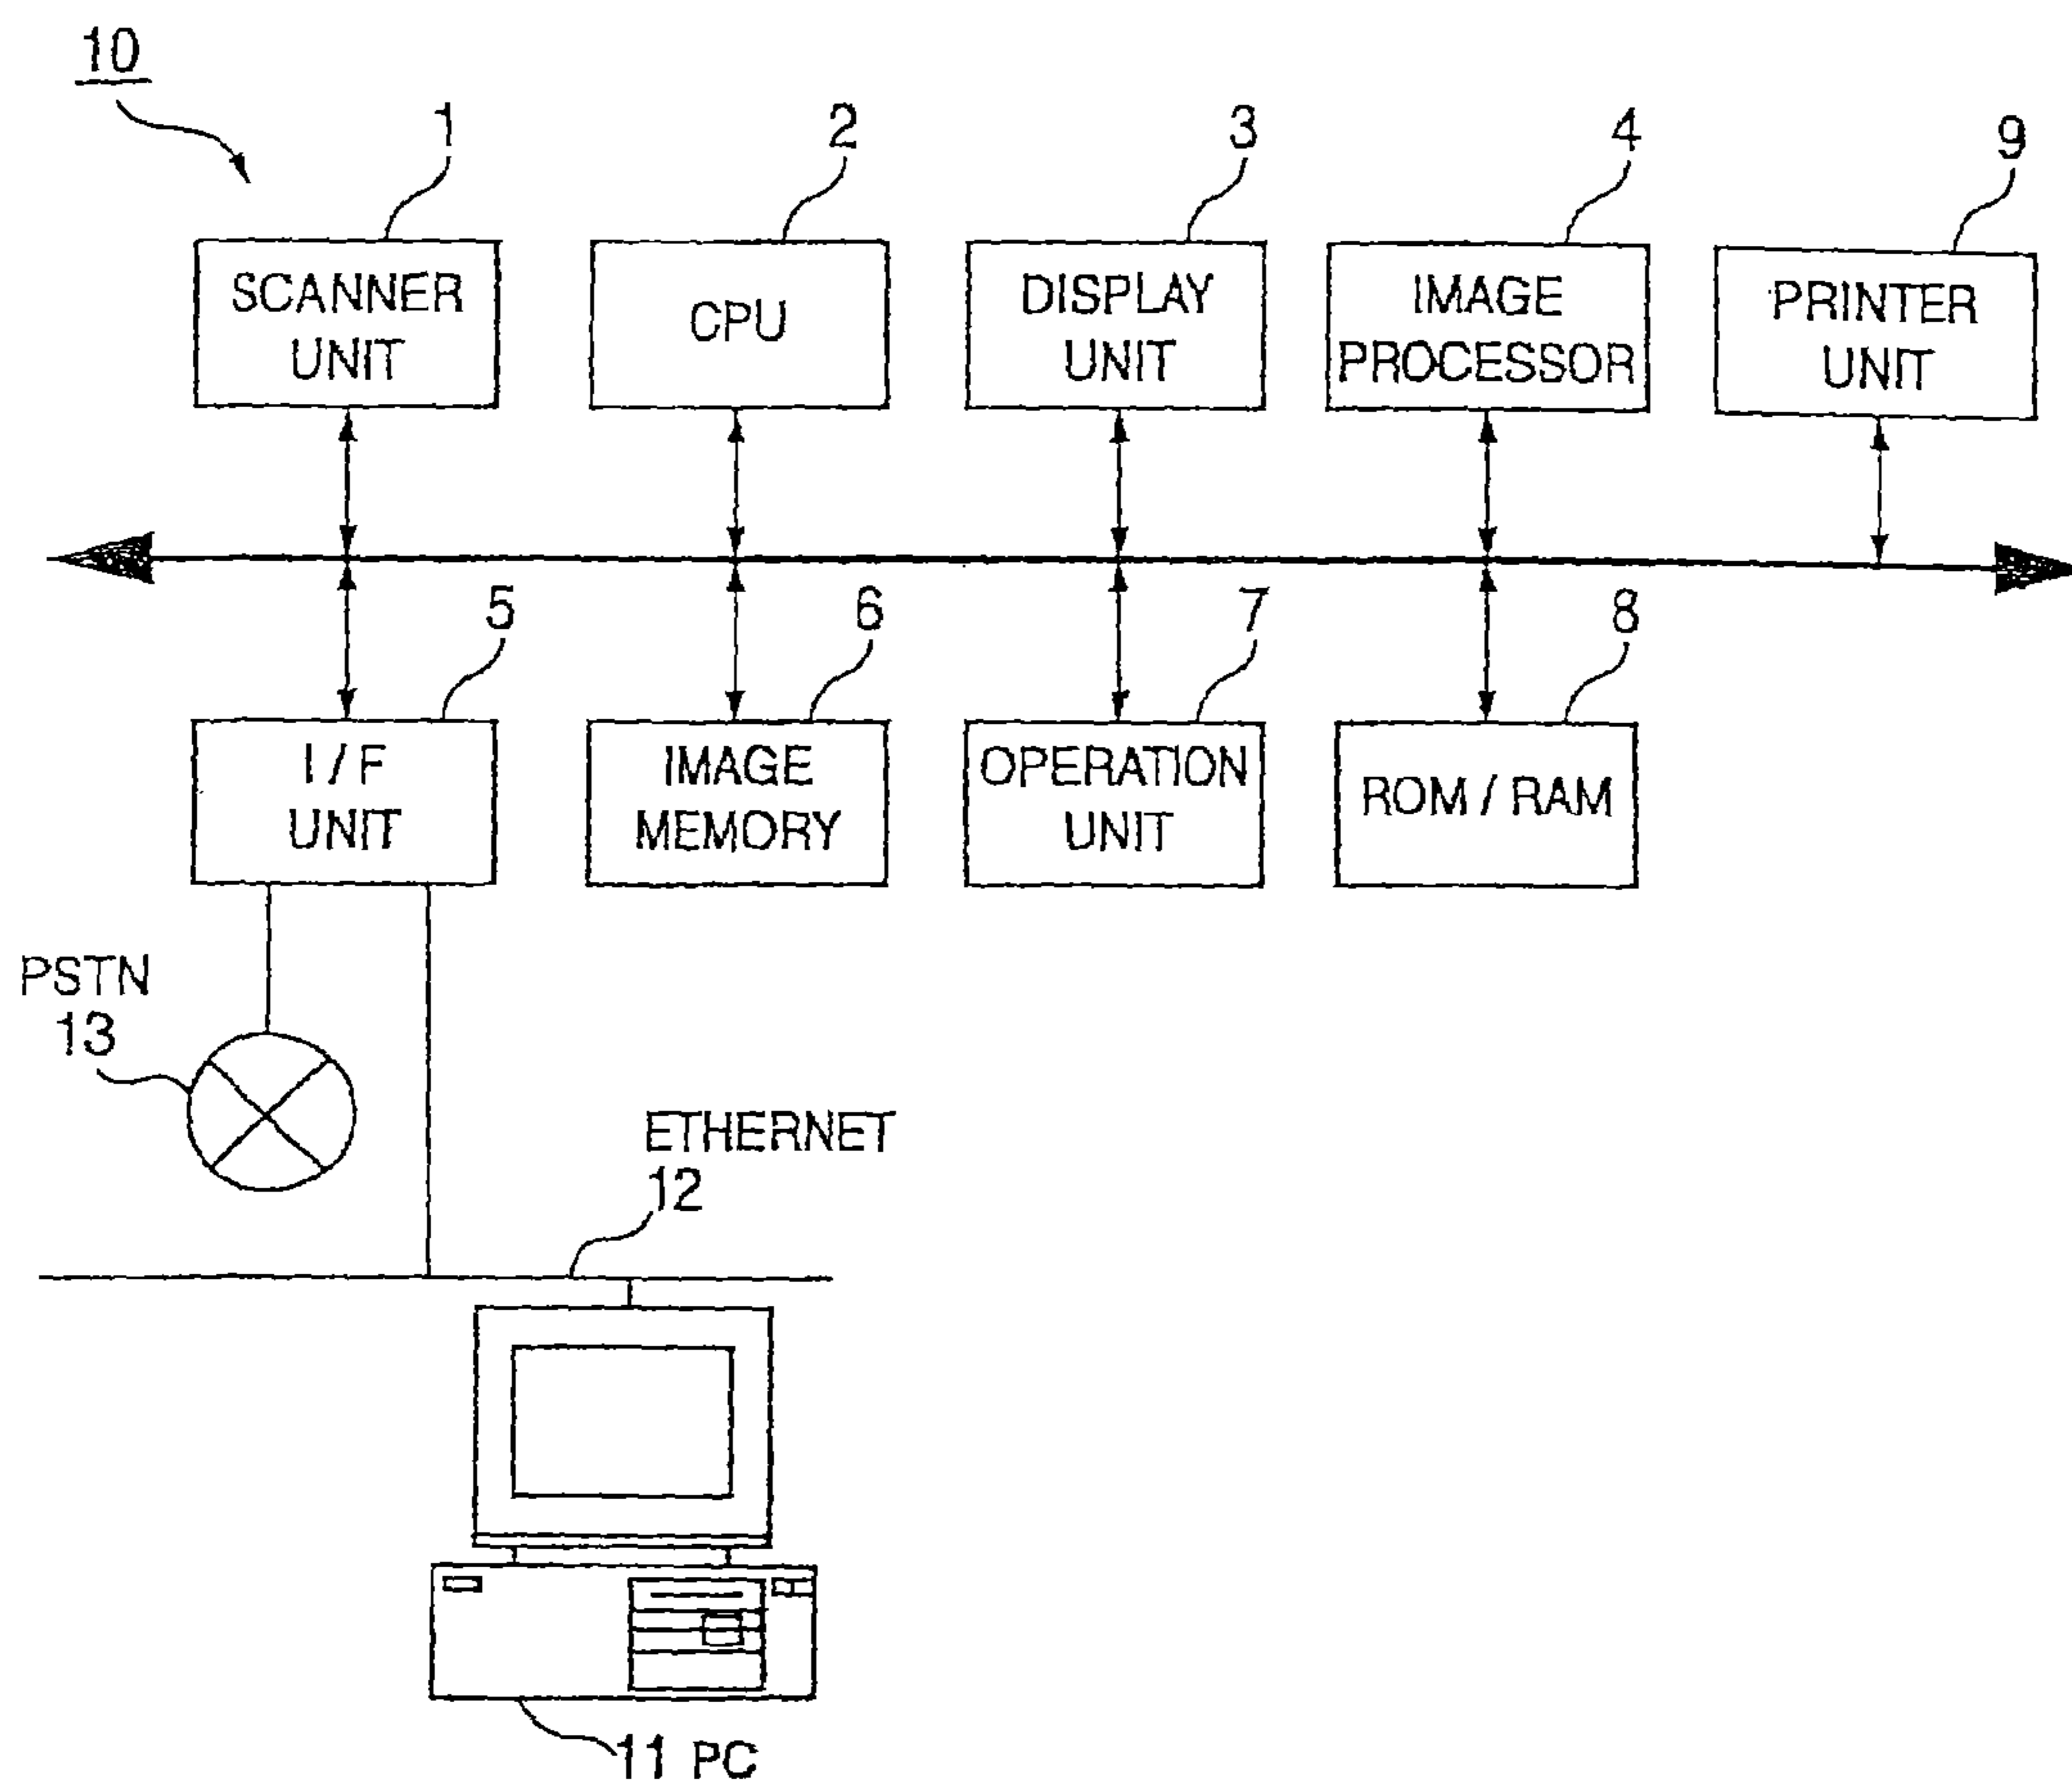 10
1
2
3
4
9
SCANNER
UNIT
CPU
DISPLAY
UNIT
IMAGE
PROCESSOR
PRINTER
UNIT
5
6
7
8
I / F
UNIT
IMAGE
MEMORY
OPERATION
UNIT
ROM / RAM
PSTN
13
ETHERNET
12
11 PC